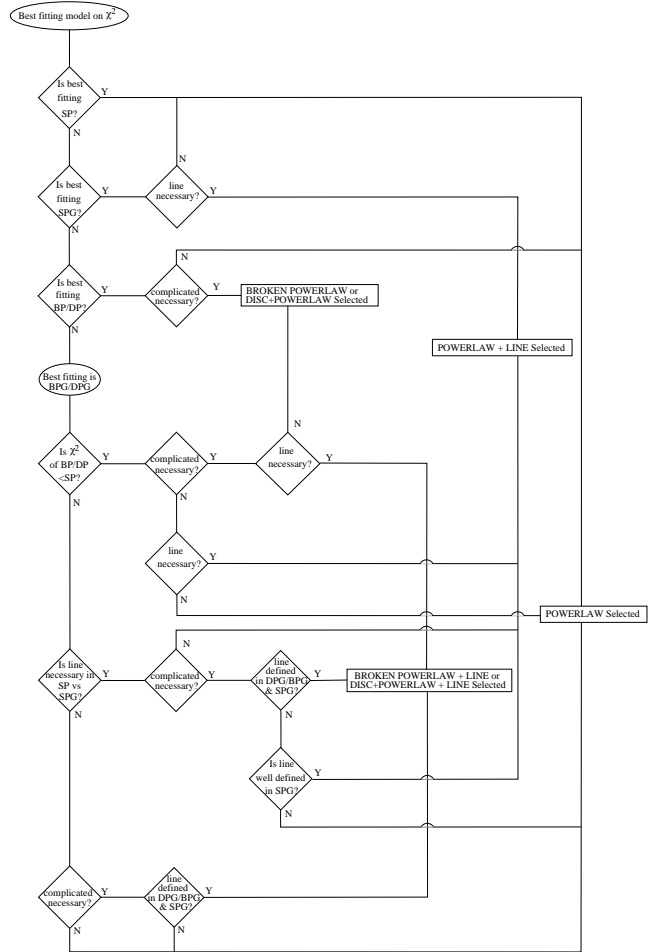 Best fitting model on χ²
Is best
fitting
SP?
Y
N
N
Is best
fitting
SPG?
Y
N
line
necessary?
Y
N
Is best
fitting
BP/DP?
Y
N
complicated
necessary?
Y
BROKEN POWERLAW or
DISC+POWERLAW Selected
POWERLAW + LINE Selected
Best fitting is
BPG/DPG
N
Is χ²
of BP/DP
<SP?
Y
N
complicated
necessary?
Y
N
line
necessary?
Y
line
necessary?
Y
N
POWERLAW Selected
Is line
necessary in
SP vs
SPG?
Y
N
complicated
necessary?
Y
line
defined
in DPG/BPG
& SPG?
Y
N
BROKEN POWERLAW + LINE or
DISC+POWERLAW + LINE Selected
Is line
well defined
in SPG?
Y
N
complicated
necessary?
Y
N
line
defined
in DPG/BPG
& SPG?
Y
N